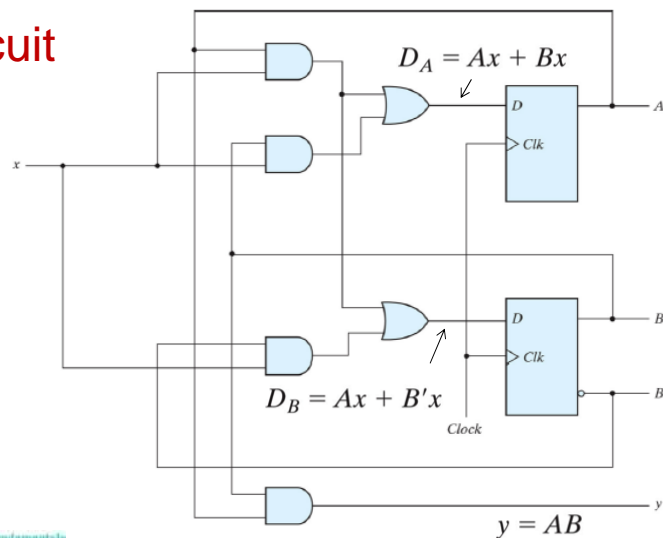 cuit
D_A = Ax + Bx
D
A
Clk
x
D
B
Clk
B
D_B = Ax + B'x
Clock
y
y = AB